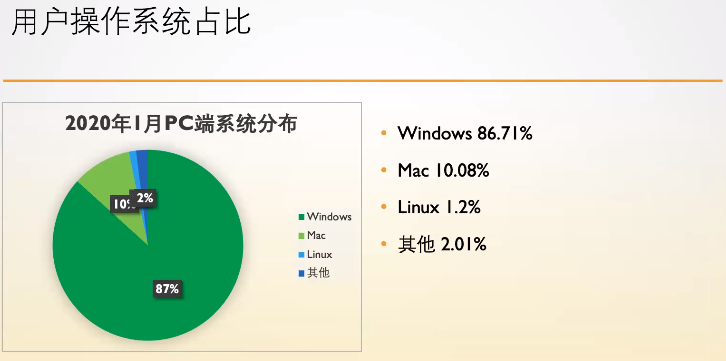 用户操作系统占比
2020年1月PC端系统分布
10%
2%
87%
Windows
Mac
Linux
其他
• Windows 86.71%
• Mac 10.08%
• Linux 1.2%
• 其他 2.01%